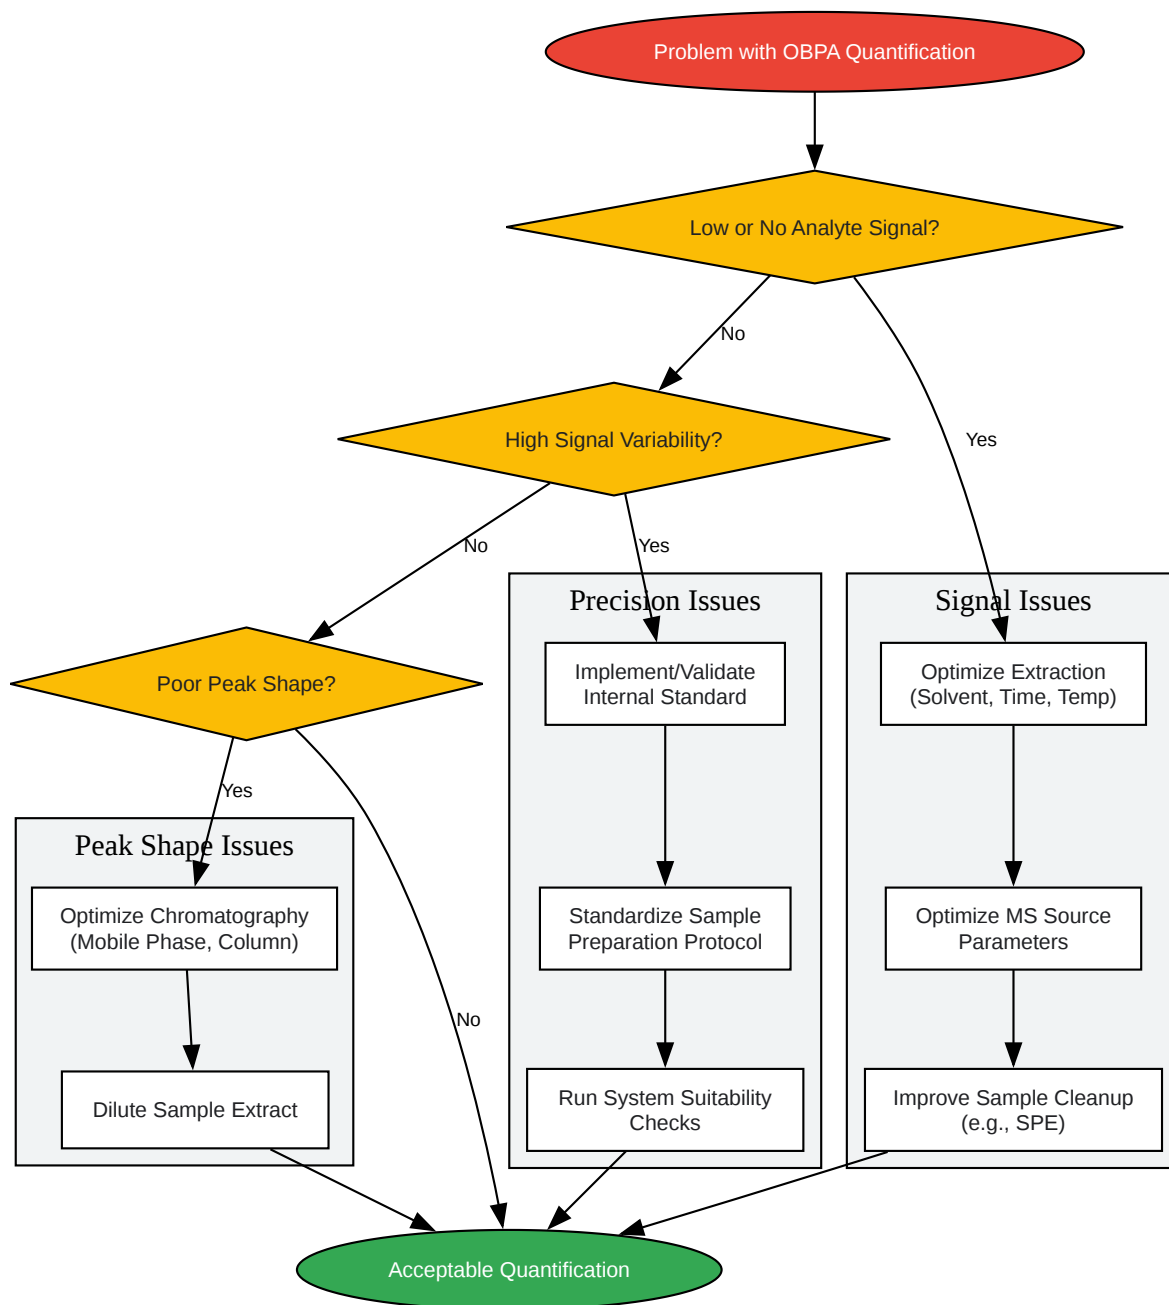 Problem with OBPA Quantification
Low or No Analyte Signal?
No
Yes
High Signal Variability?
No
Yes
Poor Peak Shape?
Yes
No
Precision Issues
Implement/Validate
Internal Standard
Standardize Sample
Preparation Protocol
Run System Suitability
Checks
Signal Issues
Optimize Extraction
(Solvent, Time, Temp)
Optimize MS Source
Parameters
Improve Sample Cleanup
(e.g., SPE)
Peak Shape Issues
Optimize Chromatography
(Mobile Phase, Column)
Dilute Sample Extract
Acceptable Quantification